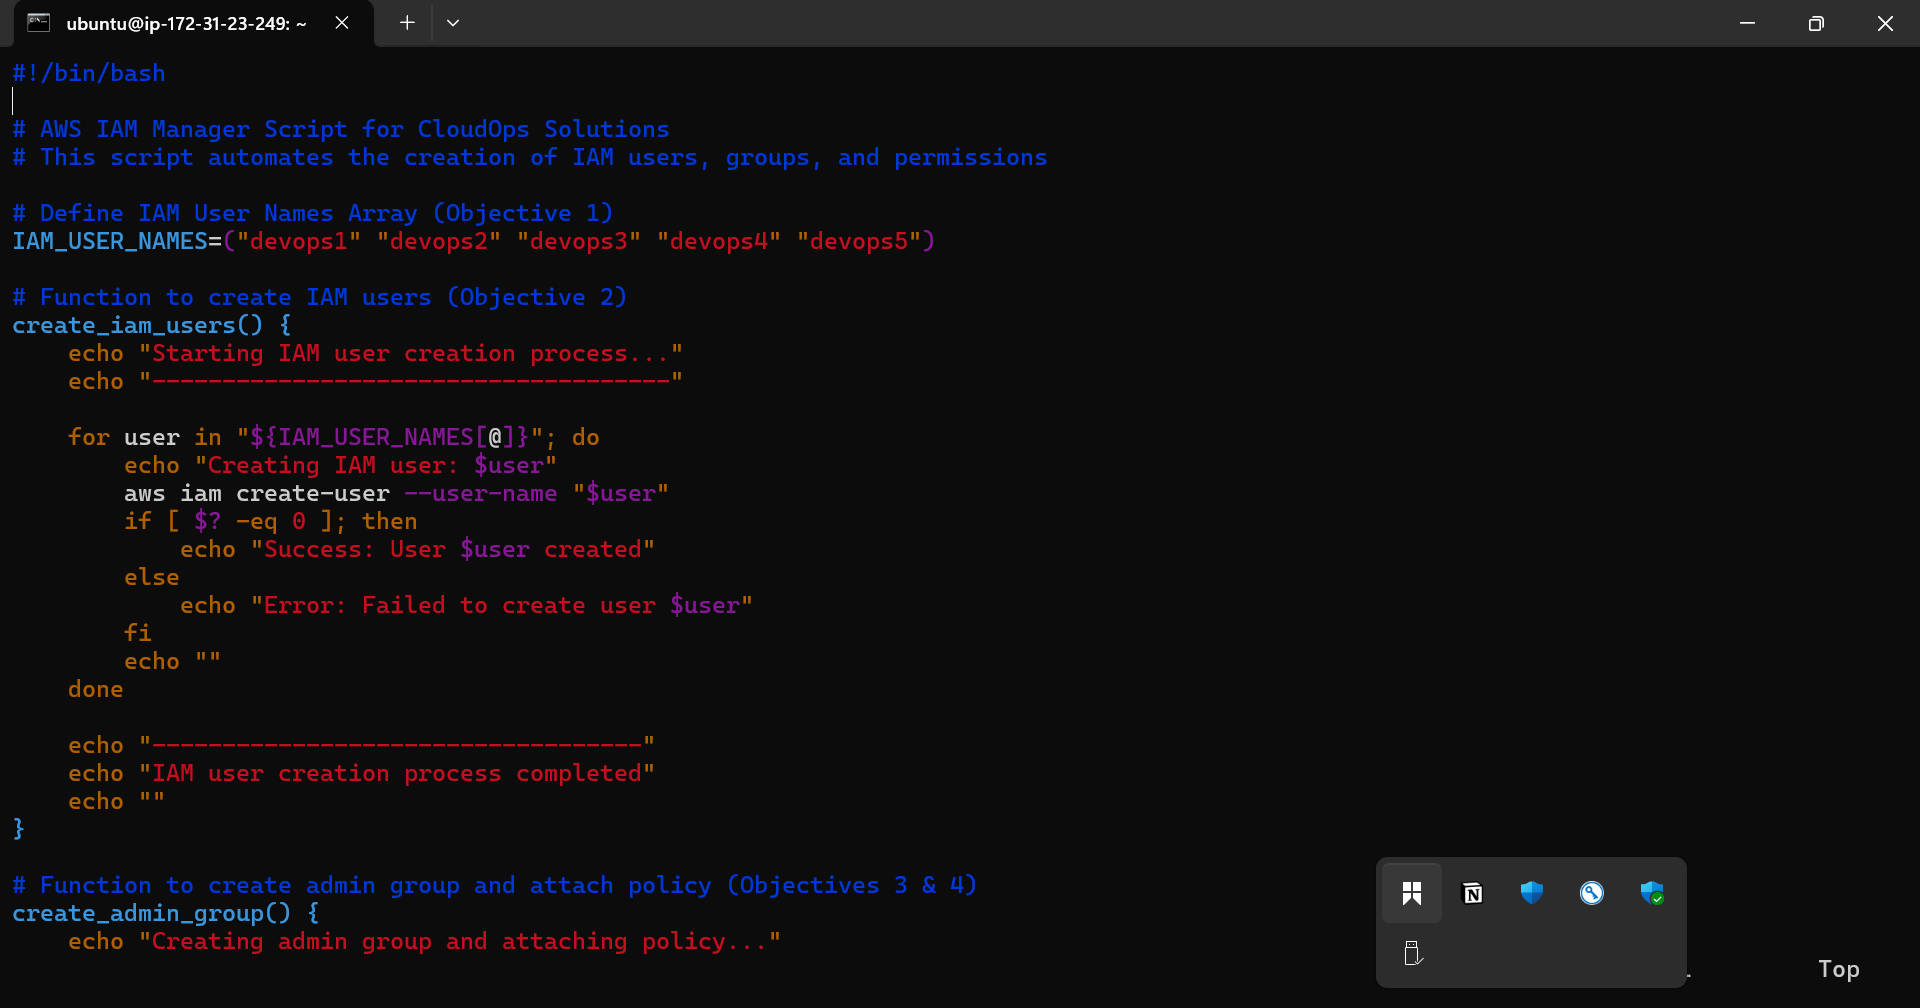 ubuntu@ip-172-31-23-249: ~
#!/bin/bash
# AWS IAM Manager Script for CloudOps Solutions
# This script automates the creation of IAM users, groups, and permissions
# Define IAM User Names Array (Objective 1)
IAM_USER_NAMES=("devops1" "devops2" "devops3" "devops4" "devops5")
# Function to create IAM users (Objective 2)
create_iam_users() {
    echo "Starting IAM user creation process..."
    echo "-------------------------------------"
    for user in "${IAM_USER_NAMES[@]}"; do
        echo "Creating IAM user: $user"
        aws iam create-user --user-name "$user"
        if [ $? -eq 0 ]; then
            echo "Success: User $user created"
        else
            echo "Error: Failed to create user $user"
        fi
        echo ""
    done
    echo "-----------------------------------"
    echo "IAM user creation process completed"
    echo ""
}
# Function to create admin group and attach policy (Objectives 3 & 4)
create_admin_group() {
    echo "Creating admin group and attaching policy..."
N
Top